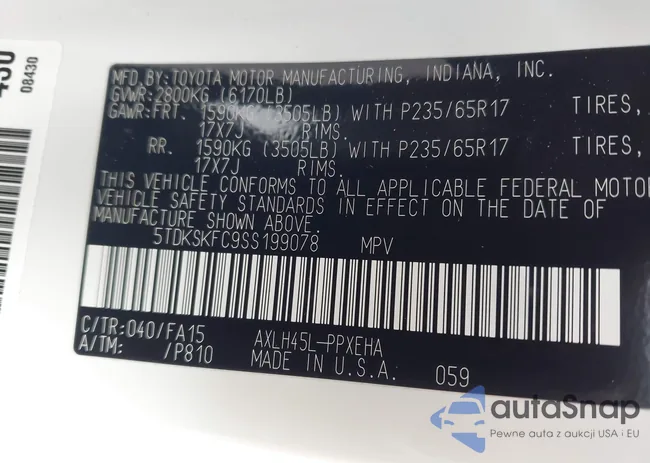 08430
MFD.BY:TOYOTA MOTOR MANUFACTURING, INDIANA, INC.
GVWR:2800KG (6170LB)
GAWR:FRT. 1590KG (3505LB) WITH P235/65R17 TIRES,
17X7J RIMS.
RR. 1590KG (3505LB) WITH P235/65R17 TIRES,
17X7J RIMS.
THIS VEHICLE CONFORMS TO ALL APPLICABLE FEDERAL MOTO
VEHICLE SAFETY STANDARDS IN EFFECT ON THE DATE OF
MANUFACTURE SHOWN ABOVE.
5TDKSKFC9SS199078 MPV
C/TR:040/FA15 AXLH45L-PPXEHA
A/TM: /P810 MADE IN U.S.A. 059
autaSnap
Pewne auta z aukcji USA i EU